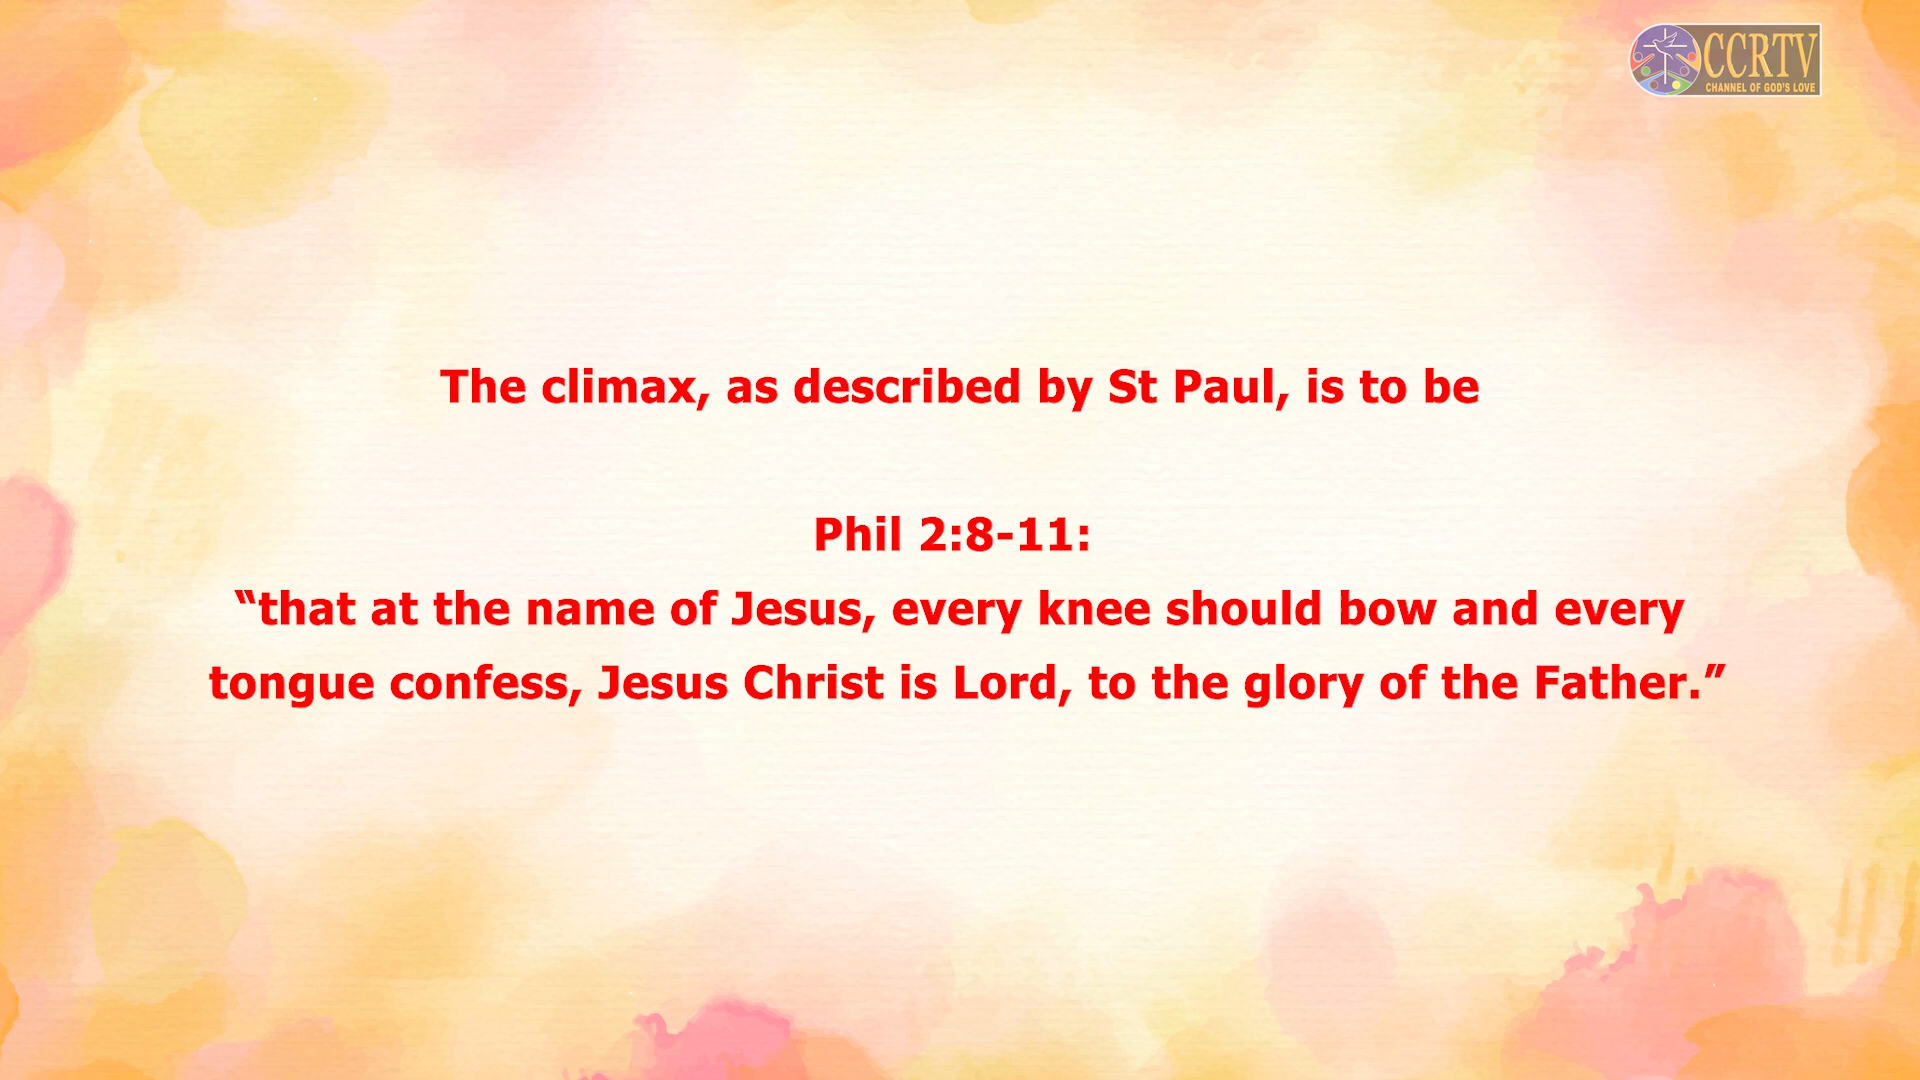 CCRTV
CHANNEL OF GOD'S LOVE
The climax, as described by St Paul, is to be
Phil 2:8-11:
“that at the name of Jesus, every knee should bow and every
tongue confess, Jesus Christ is Lord, to the glory of the Father.”